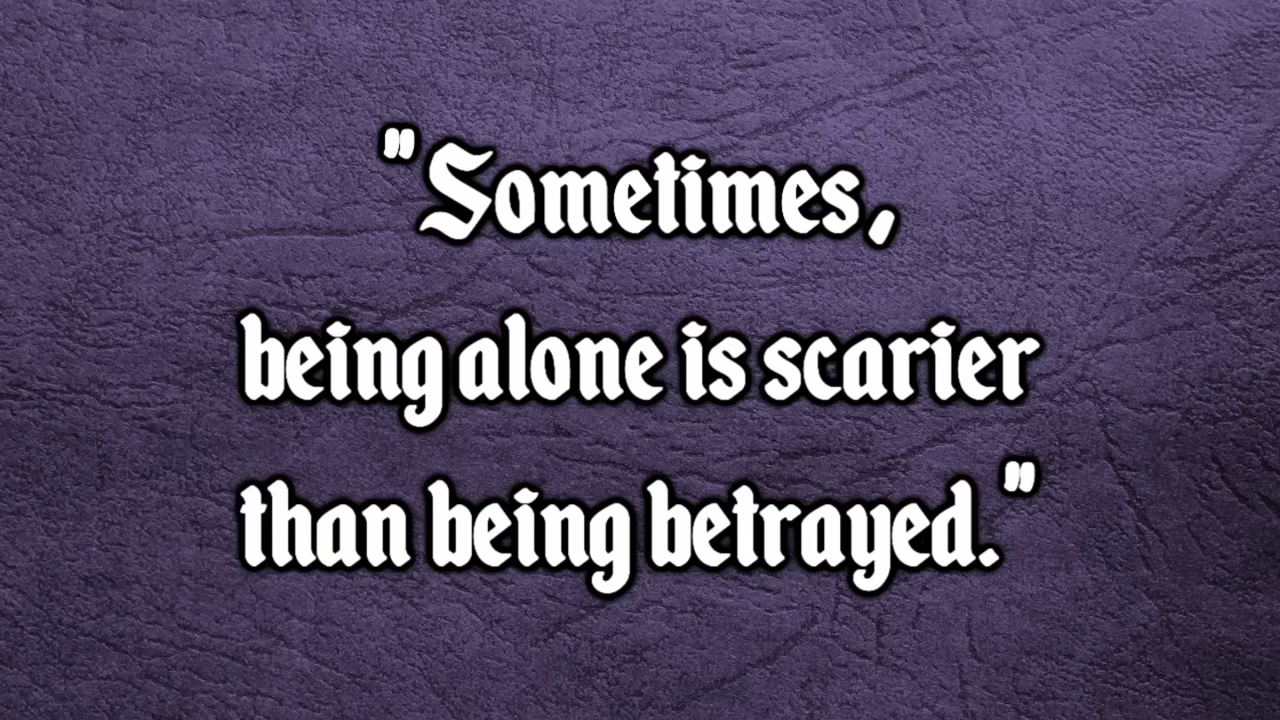 "Sometimes,
being alone is scarier
than being betrayed."